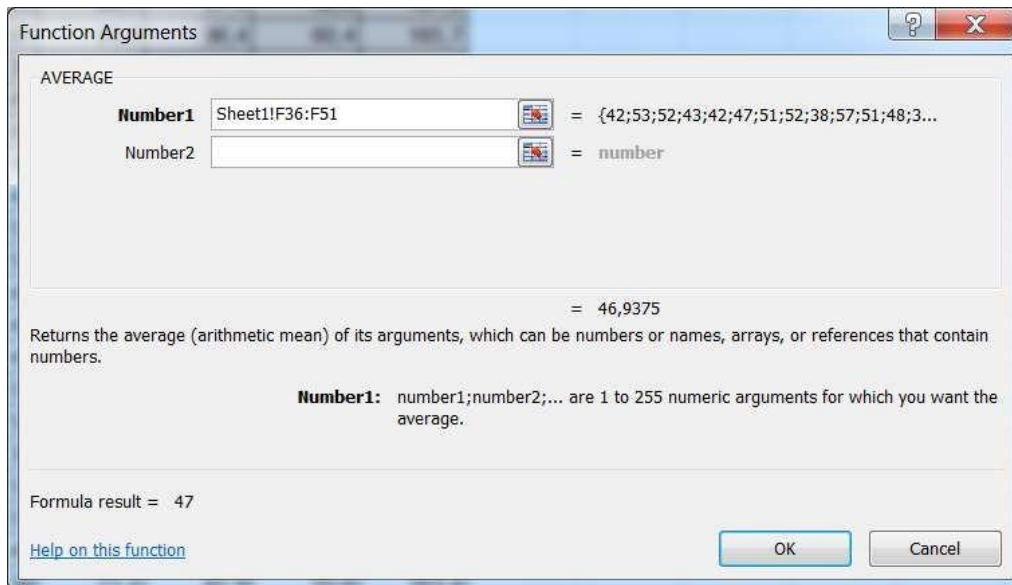 Function Arguments
AVERAGE
Number1 Sheet1!F36:F51 = {42;53;52;43;42;47;51;52;38;57;51;48;3...
Number2 = number
= 46,9375
Returns the average (arithmetic mean) of its arguments, which can be numbers or names, arrays, or references that contain
numbers.
Number1: number1;number2;... are 1 to 255 numeric arguments for which you want the
average.
Formula result = 47
Help on this function
OK Cancel